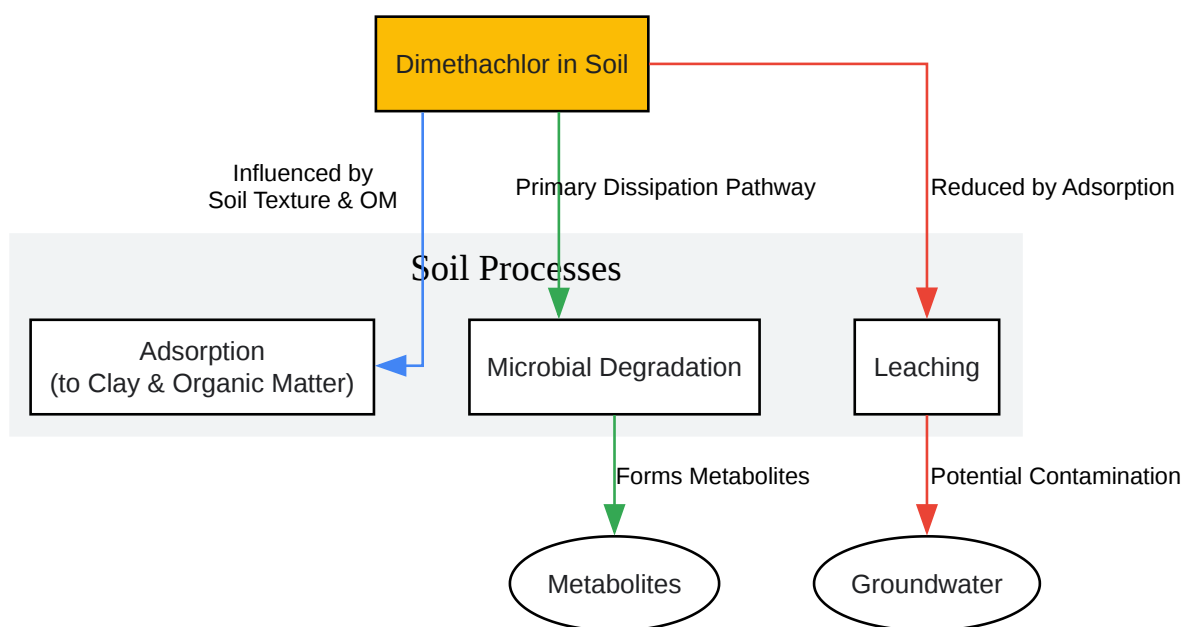 Dimethachlor in Soil
Influenced by
Soil Texture & OM
Primary Dissipation Pathway
Reduced by Adsorption
Soil Processes
Adsorption
(to Clay & Organic Matter)
Microbial Degradation
Leaching
Forms Metabolites
Potential Contamination
Metabolites
Groundwater